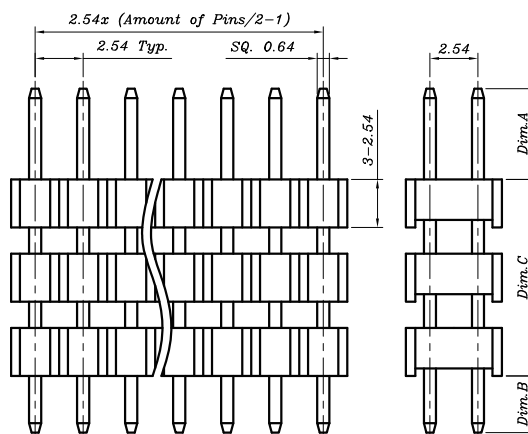 2.54x (Amount of Pins/2-1)
2.54 Typ.
SQ. 0.64
2.54
3-2.54
Dim.A
Dim.C
Dim.B